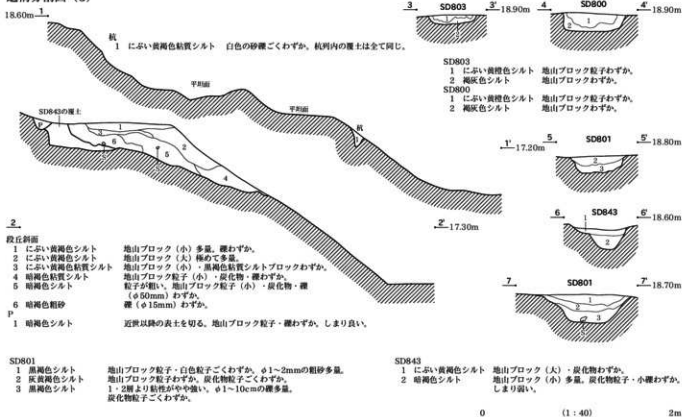 18.60m 1
杭
1 にぶい黄褐色粘質シルト 白色の砂礫ごくわずか。杭列内の覆土は全て同じ。
平坦面
平坦面
杭
SD843の覆土
P
1
2
3
4
5
6
1' 17.20m
2
2' 17.30m
段丘斜面
1 にぶい黄褐色シルト 地山ブロック（小）多量。礫わずか。
2 にぶい黄褐色シルト 地山ブロック（大）極めて多量。
3 にぶい黄褐色粘質シルト 地山ブロック（小）・黒褐色粘質シルトブロックわずか。
4 暗褐色粘質シルト 地山ブロック粒子（小）・炭化物・礫わずか。
5 暗褐色シルト 粒子が粗い。地山ブロック粒子（小）・炭化物・礫
（φ50mm）わずか。
6 暗褐色粗砂 礫（φ15mm）わずか。
P
1 暗褐色シルト 近世以降の表土を切る。地山ブロック粒子・礫わずか。しまり良い。
SD801
1 黒褐色シルト 地山ブロック粒子・白色粒子ごくわずか。φ1～2mmの粗砂多量。
2 灰黄褐色シルト 地山ブロック粒子わずか。炭化物粒子ごくわずか。
3 黒褐色シルト 1・2層より粘性がやや強い。φ1～10cmの礫多量。
炭化物粒子ごくわずか。
3 SD803 3' 18.90m
4 SD800 4' 18.90m
1
2
SD803
1 にぶい黄橙色シルト 地山ブロック粒子わずか。
2 褐灰色シルト 地山ブロックわずか。
SD800
1 にぶい黄橙色シルト 地山ブロック粒子わずか。
2 褐灰色シルト 地山ブロックわずか。
5 SD801 5' 18.80m
2
3
6 SD843 6' 18.60m
1
2
7 SD801 7' 18.70m
1
2
3
SD843
1 にぶい黄褐色シルト 地山ブロック（大）・炭化物わずか。
2 暗褐色シルト 地山ブロック（小）多量。炭化物粒子・小礫わずか。
しまり弱い。
0 (1：40) 2m